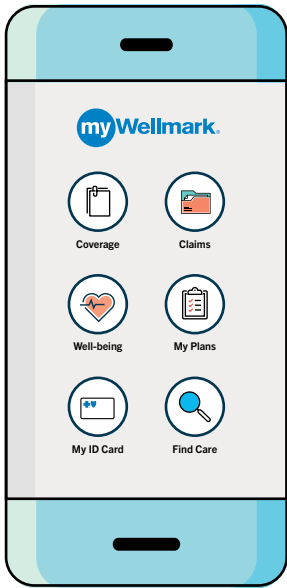 myWellmark®
Coverage Claims
Well-being My Plans
My ID Card Find Care